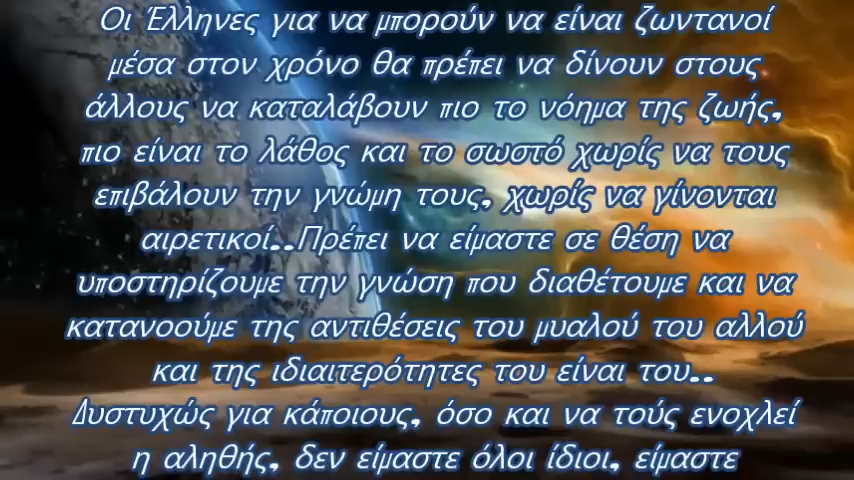 Οι Έλληνες για να μπορούν να είναι ζωντανοί
μέσα στον χρόνο θα πρέπει να δίνουν στους
άλλους να καταλάβουν πιο το νόημα της ζωής,
πιο είναι το λάθος και το σωστό χωρίς να τους
επιβάλουν την γνώμη τους, χωρίς να γίνονται
αιρετικοί..Πρέπει να είμαστε σε θέση να
υποστηρίζουμε την γνώση που διαθέτουμε και να
κατανοούμε της αντιθέσεις του μυαλού του αλλού
και της ιδιαιτερότητες του είναι του..
Δυστυχώς για κάποιους, όσο και να τούς ενοχλεί
η αληθής, δεν είμαστε όλοι ίδιοι, είμαστε